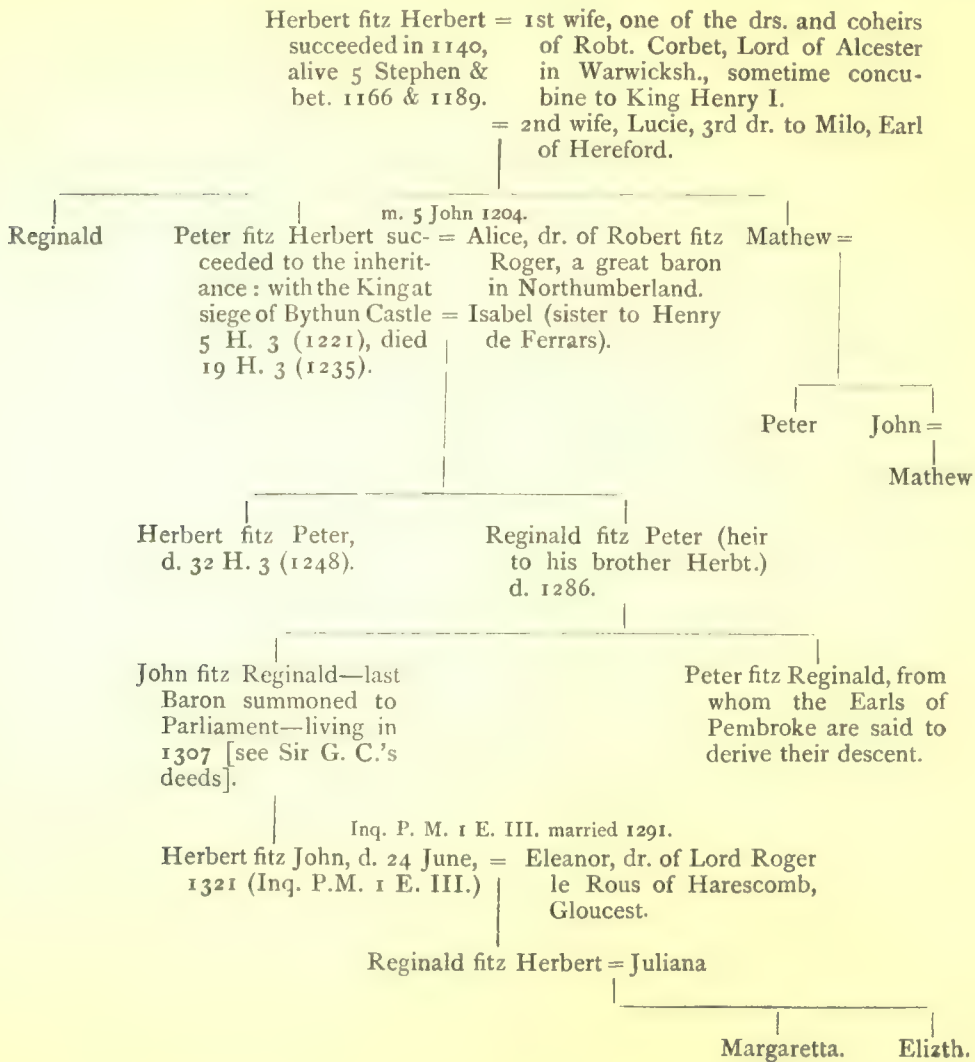 Herbert fitz Herbert = 1st wife, one of the drs. and coheirs
succeeded in 1140, of Robt. Corbet, Lord of Alcester
alive 5 Stephen & in Warwicksh., sometime concu-
bet. 1166 & 1189. bine to King Henry I.
= 2nd wife, Lucie, 3rd dr. to Milo, Earl
of Hereford.
m. 5 John 1204.
Reginald Peter fitz Herbert suc- = Alice, dr. of Robert fitz Mathew =
ceeded to the inherit- Roger, a great baron
ance : with the King at in Northumberland.
siege of Bythun Castle = Isabel (sister to Henry
5 H. 3 (1221), died de Ferrars).
19 H. 3 (1235).
Peter John =
Mathew
Herbert fitz Peter, Reginald fitz Peter (heir
d. 32 H. 3 (1248). to his brother Herbt.)
d. 1286.
John fitz Reginald—last Peter fitz Reginald, from
Baron summoned to whom the Earls of
Parliament—living in Pembroke are said to
1307 [see Sir G. C.'s derive their descent.
deeds].
Inq. P. M. 1 E. III. married 1291.
Herbert fitz John, d. 24 June, = Eleanor, dr. of Lord Roger
1321 (Inq. P.M. 1 E. III.) le Rous of Harescomb,
Gloucest.
Reginald fitz Herbert = Juliana
Margaretta. Elizth.